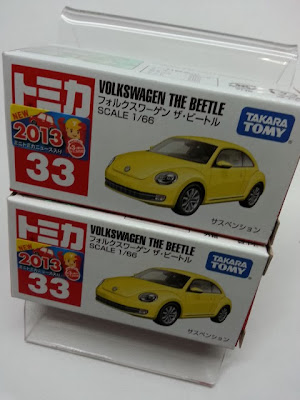 トミカ
VOLKSWAGEN THE BEETLE
フォルクスワーゲン ザ・ビートル
SCALE 1/66
TAKARA
TOMY
NEW
2013
33
サスペンション
トミカ
VOLKSWAGEN THE BEETLE
フォルクスワーゲン ザ・ビートル
SCALE 1/66
TAKARA
TOMY
NEW
2013
33
サスペンション